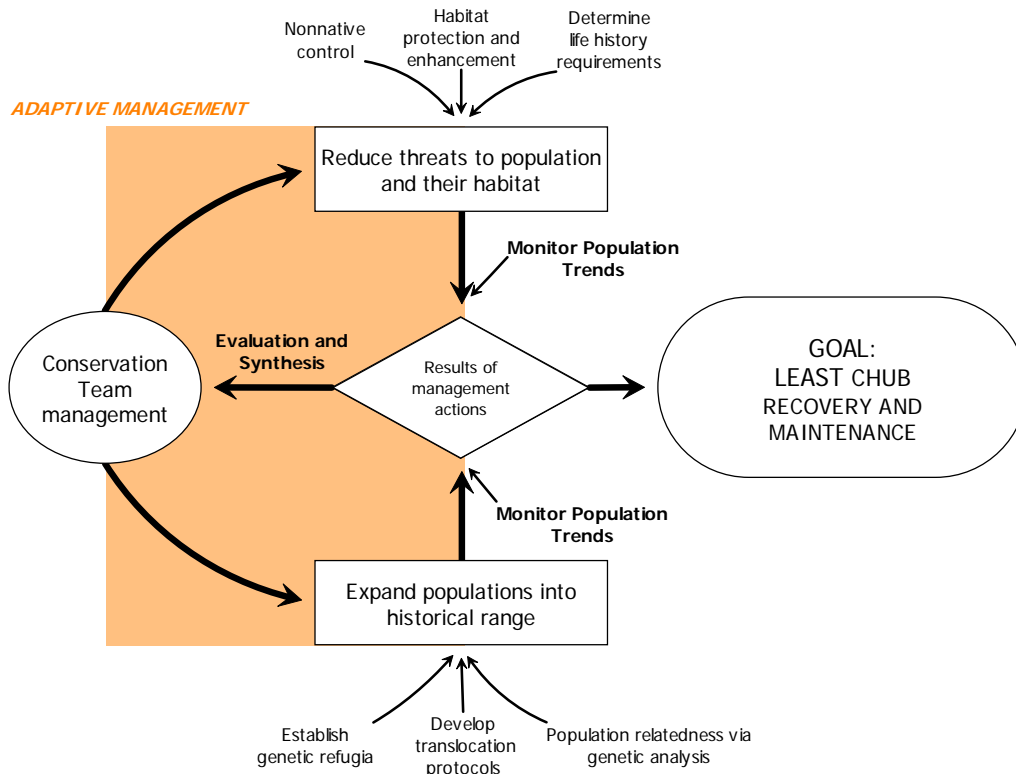 Nonnative
control
Habitat
protection and
enhancement
Determine
life history
requirements
ADAPTIVE MANAGEMENT
Reduce threats to population
and their habitat
Monitor Population
Trends
Evaluation and
Synthesis
Conservation
Team
management
Results of
management
actions
GOAL:
LEAST CHUB
RECOVERY AND
MAINTENANCE
Monitor Population
Trends
Expand populations into
historical range
Establish
genetic refugia
Develop
translocation
protocols
Population relatedness via
genetic analysis